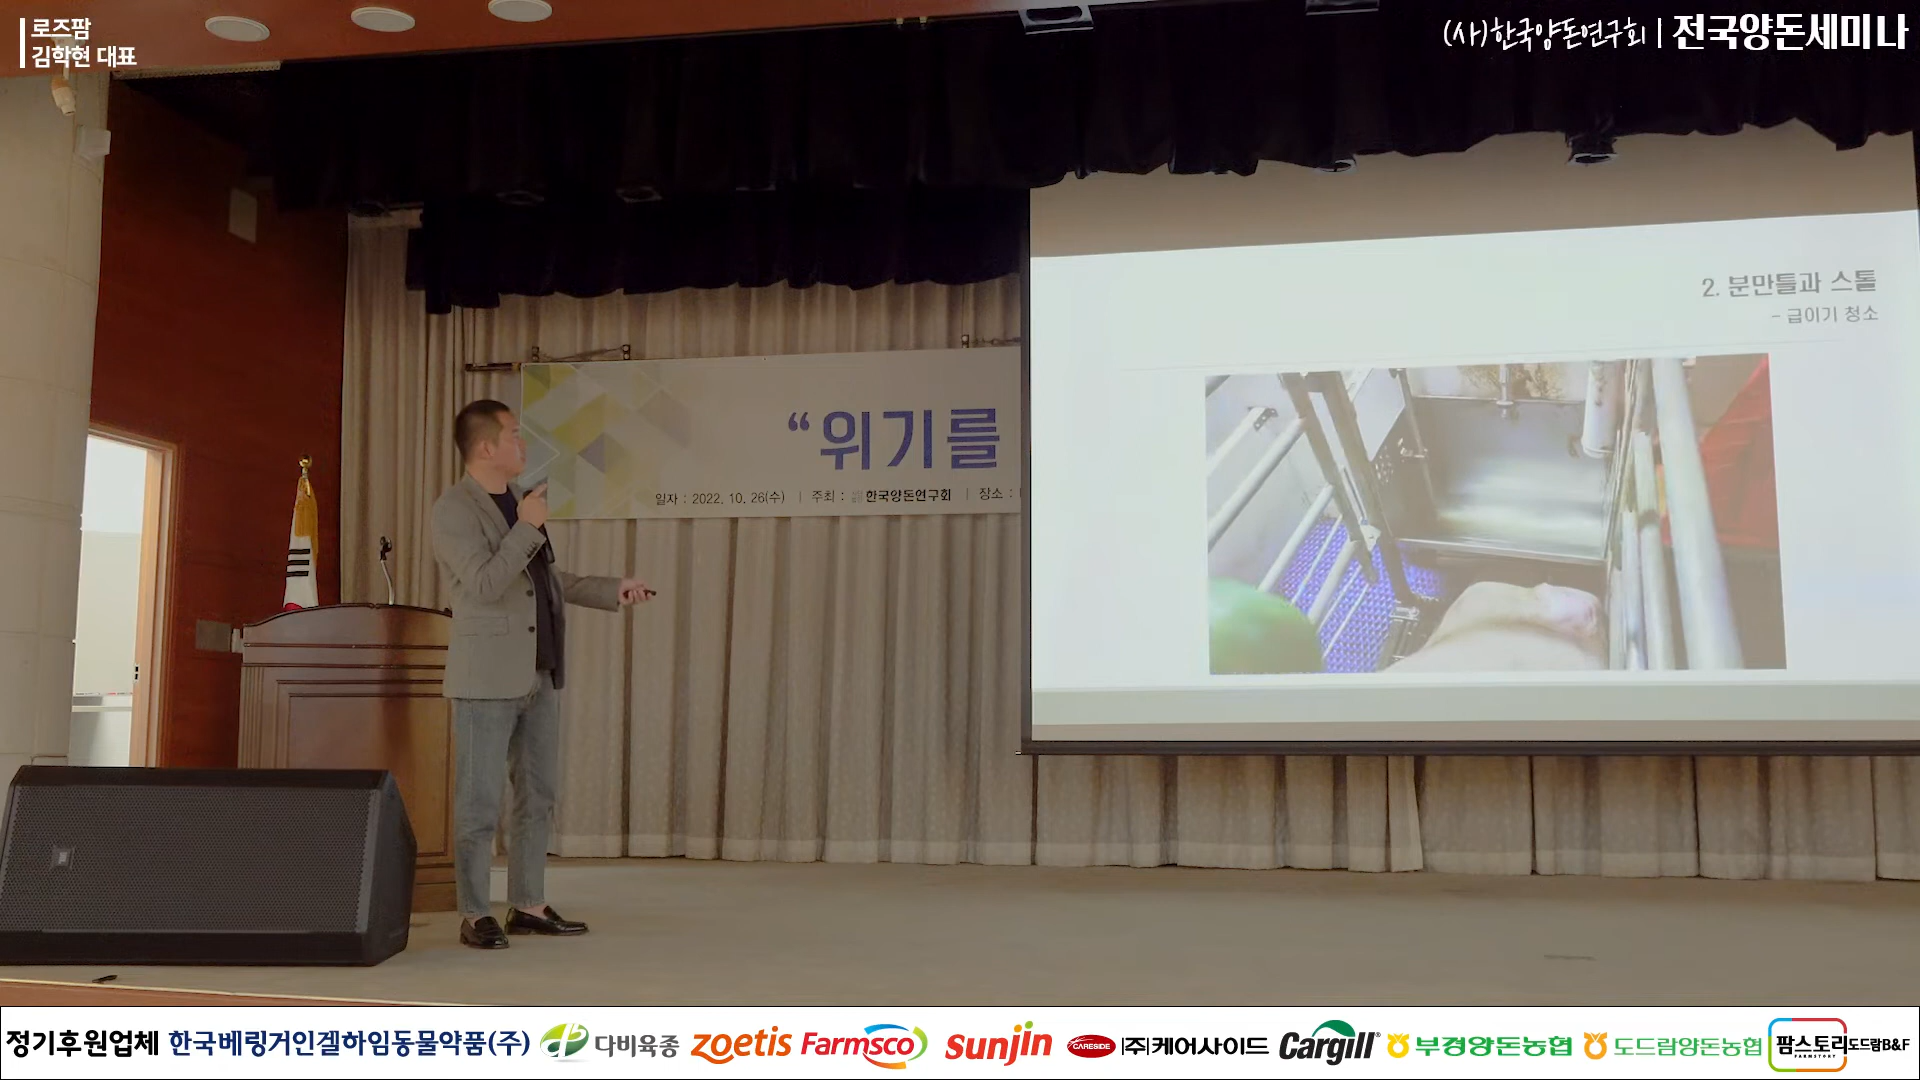 로즈팜
김학현 대표
(사)한국양돈연구회 | 전국양돈세미나
2. 분만틀과 스톨
- 급이기 청소
“위기를
일자 : 2022. 10. 26(수) | 주최 : 한국양돈연구회 | 장소 :
정기후원업체 한국베링거인겔하임동물약품(주) 다비육종 zoetis Farmsco Sunjin CARESIDE (주)케어사이드 Cargill® 부경양돈농협 도드람양돈농협 팜스토리 FARMSTORY 도드람B&F